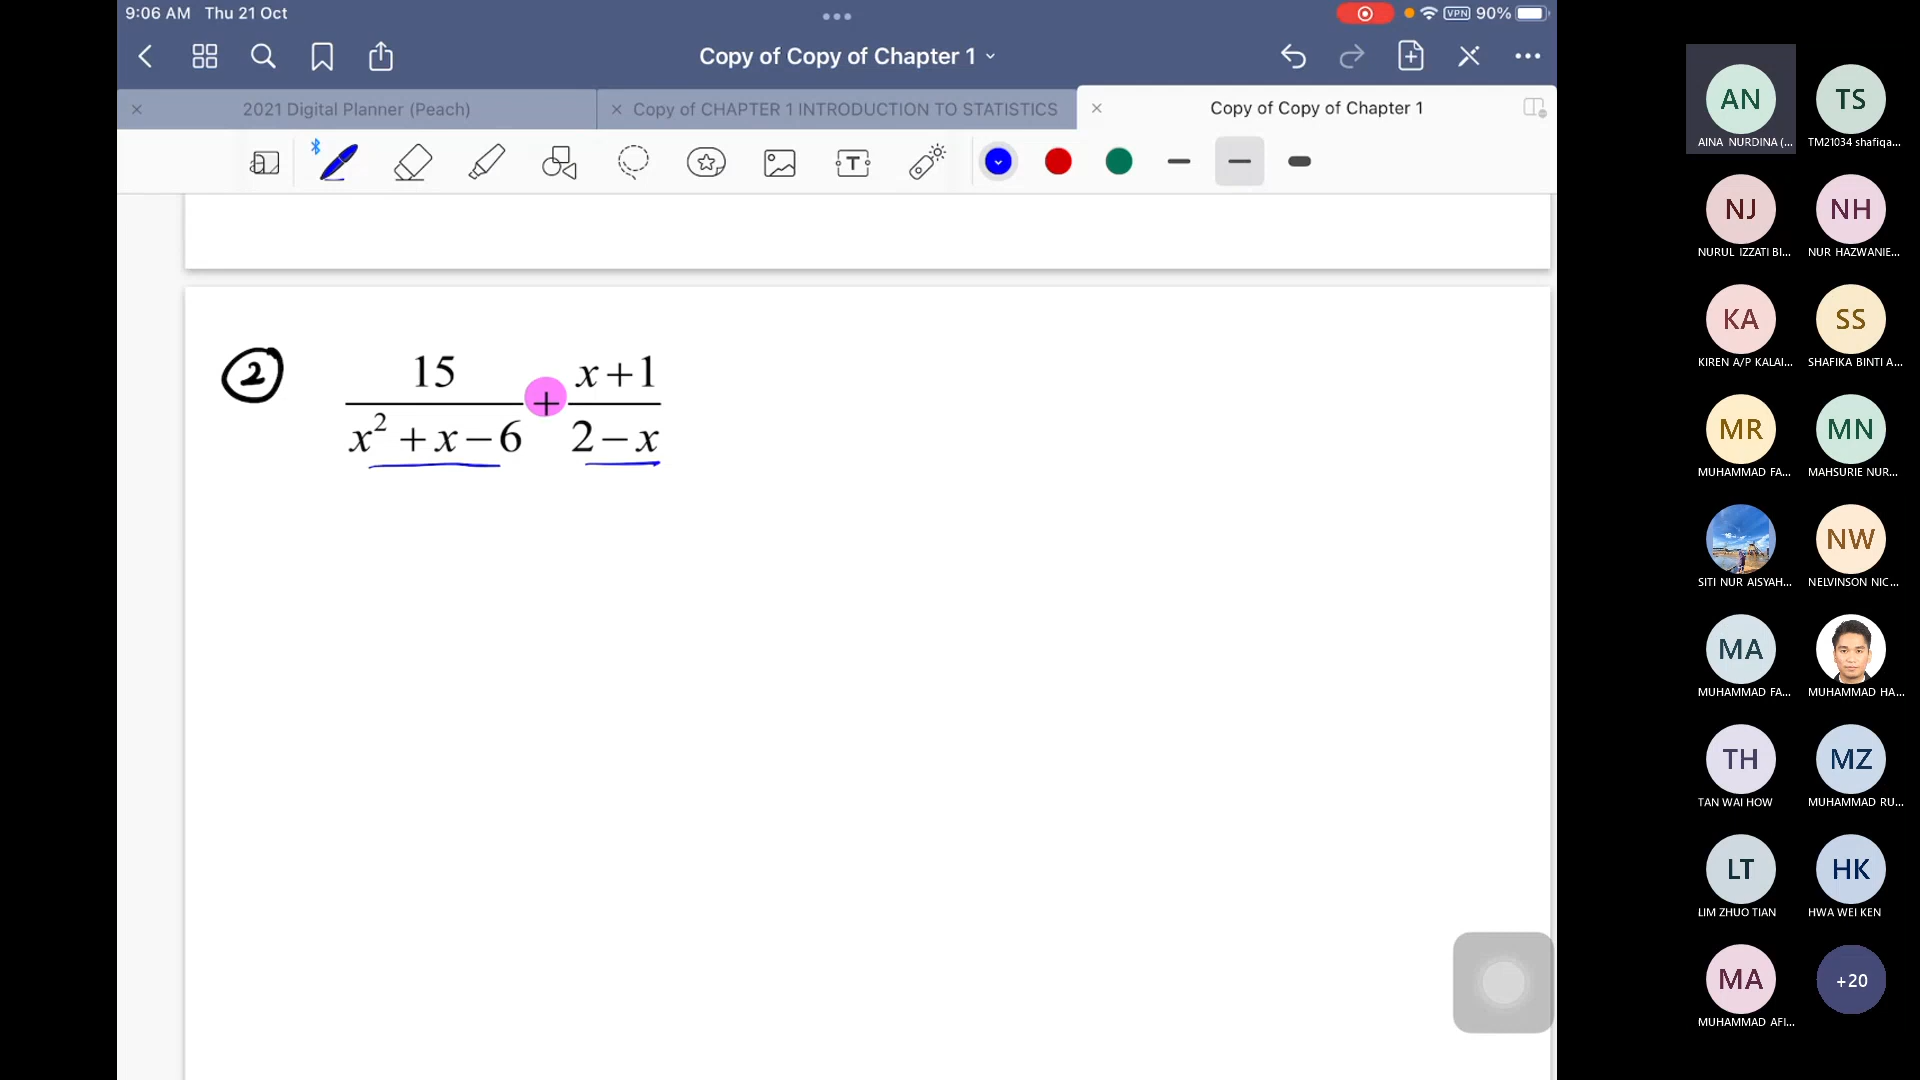 9:06 AM Thu 21 Oct
VPN 90%
Copy of Copy of Chapter 1
2021 Digital Planner (Peach)
Copy of CHAPTER 1 INTRODUCTION TO STATISTICS
Copy of Copy of Chapter 1
a
T
2
15 x+1
+
x² + x − 6 2 − x
AN TS
AINA NURDINA (... TM21034 shafiqa...
NJ NH
NURUL IZZATI BI... NUR HAZWANIE...
KA SS
KIREN A/P KALAI... SHAFIKA BINTI A...
MR MN
MUHAMMAD FA... MAHSURIE NUR...
NW
SITI NUR AISYAH... NELVINSON NIC...
MA
MUHAMMAD FA... MUHAMMAD HA...
TH MZ
TAN WAI HOW MUHAMMAD RU...
LT HK
LIM ZHUO TIAN HWA WEI KEN
MA +20
MUHAMMAD AFI...